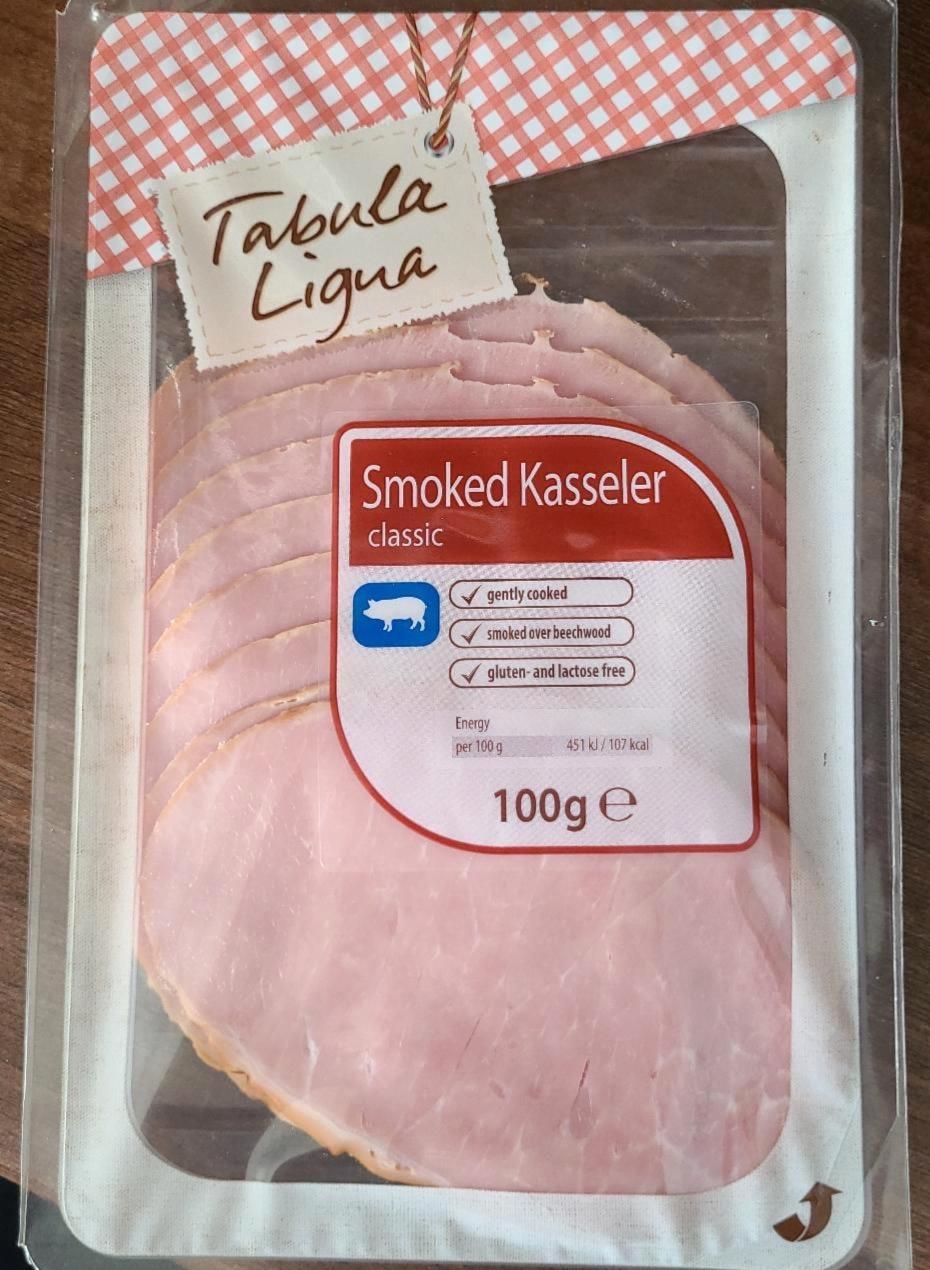 Tabula
Ligna
Smoked Kasseler
classic
gently cooked
smoked over beechwood
gluten- and lactose free
Energy
per 100 g 451 kJ / 107 kcal
100g ℮